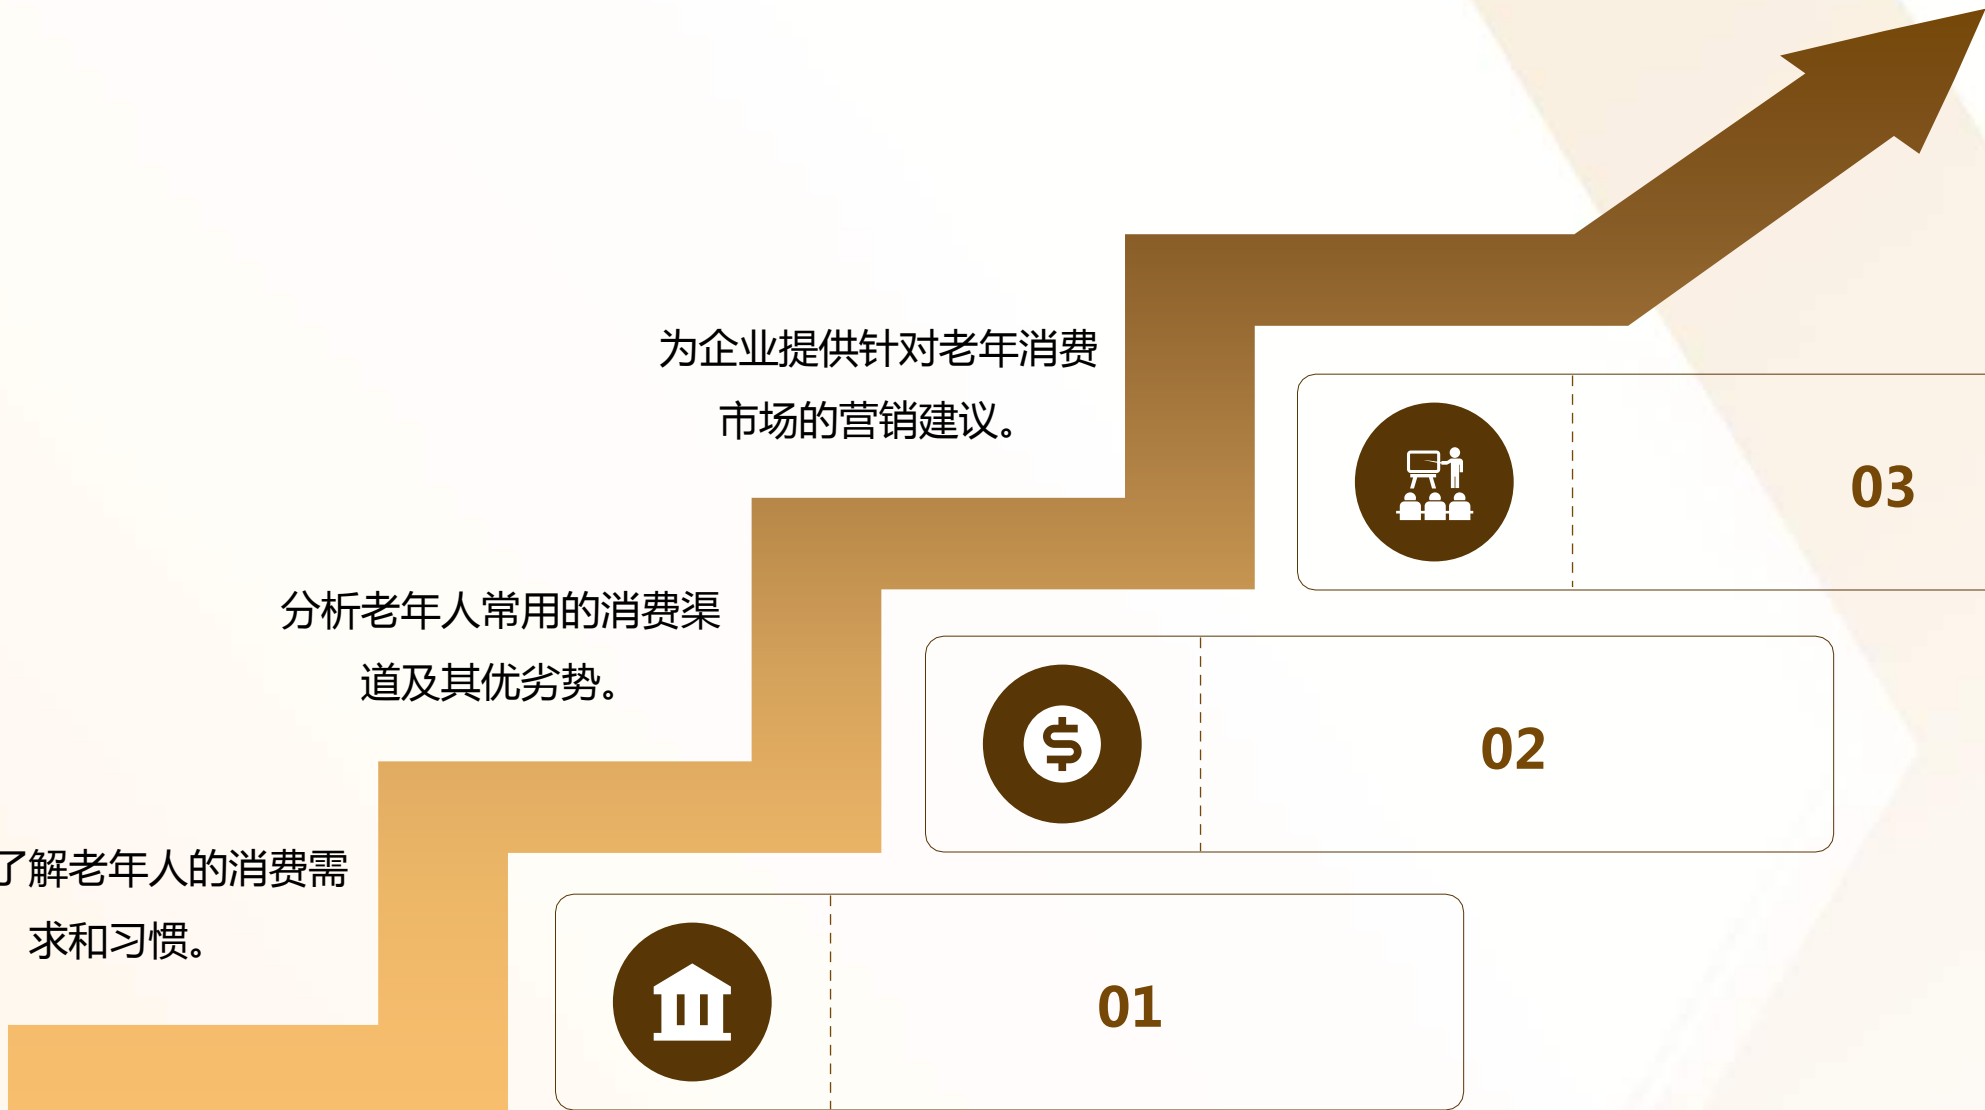 为企业提供针对老年消费
市场的营销建议。
03
分析老年人常用的消费渠
道及其优劣势。
02
了解老年人的消费需
求和习惯。
01